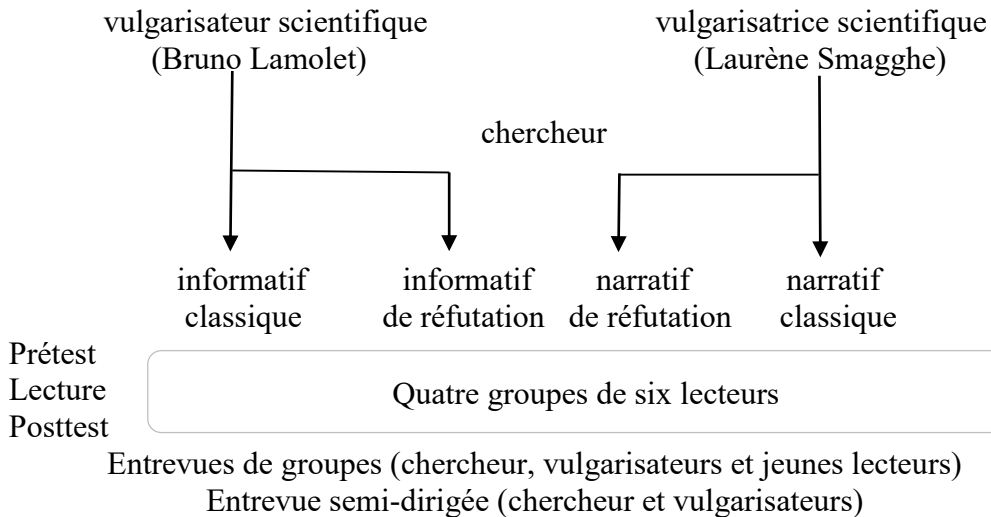 vulgarisateur scientifique
(Bruno Lamolet)
vulgarisatrice scientifique
(Laurène Smagghe)
chercheur
informatif
classique
informatif
de réfutation
narratif
de réfutation
narratif
classique
Prétest
Lecture
Posttest
Quatre groupes de six lecteurs
Entrevues de groupes (chercheur, vulgarisateurs et jeunes lecteurs)
Entrevue semi-dirigée (chercheur et vulgarisateurs)